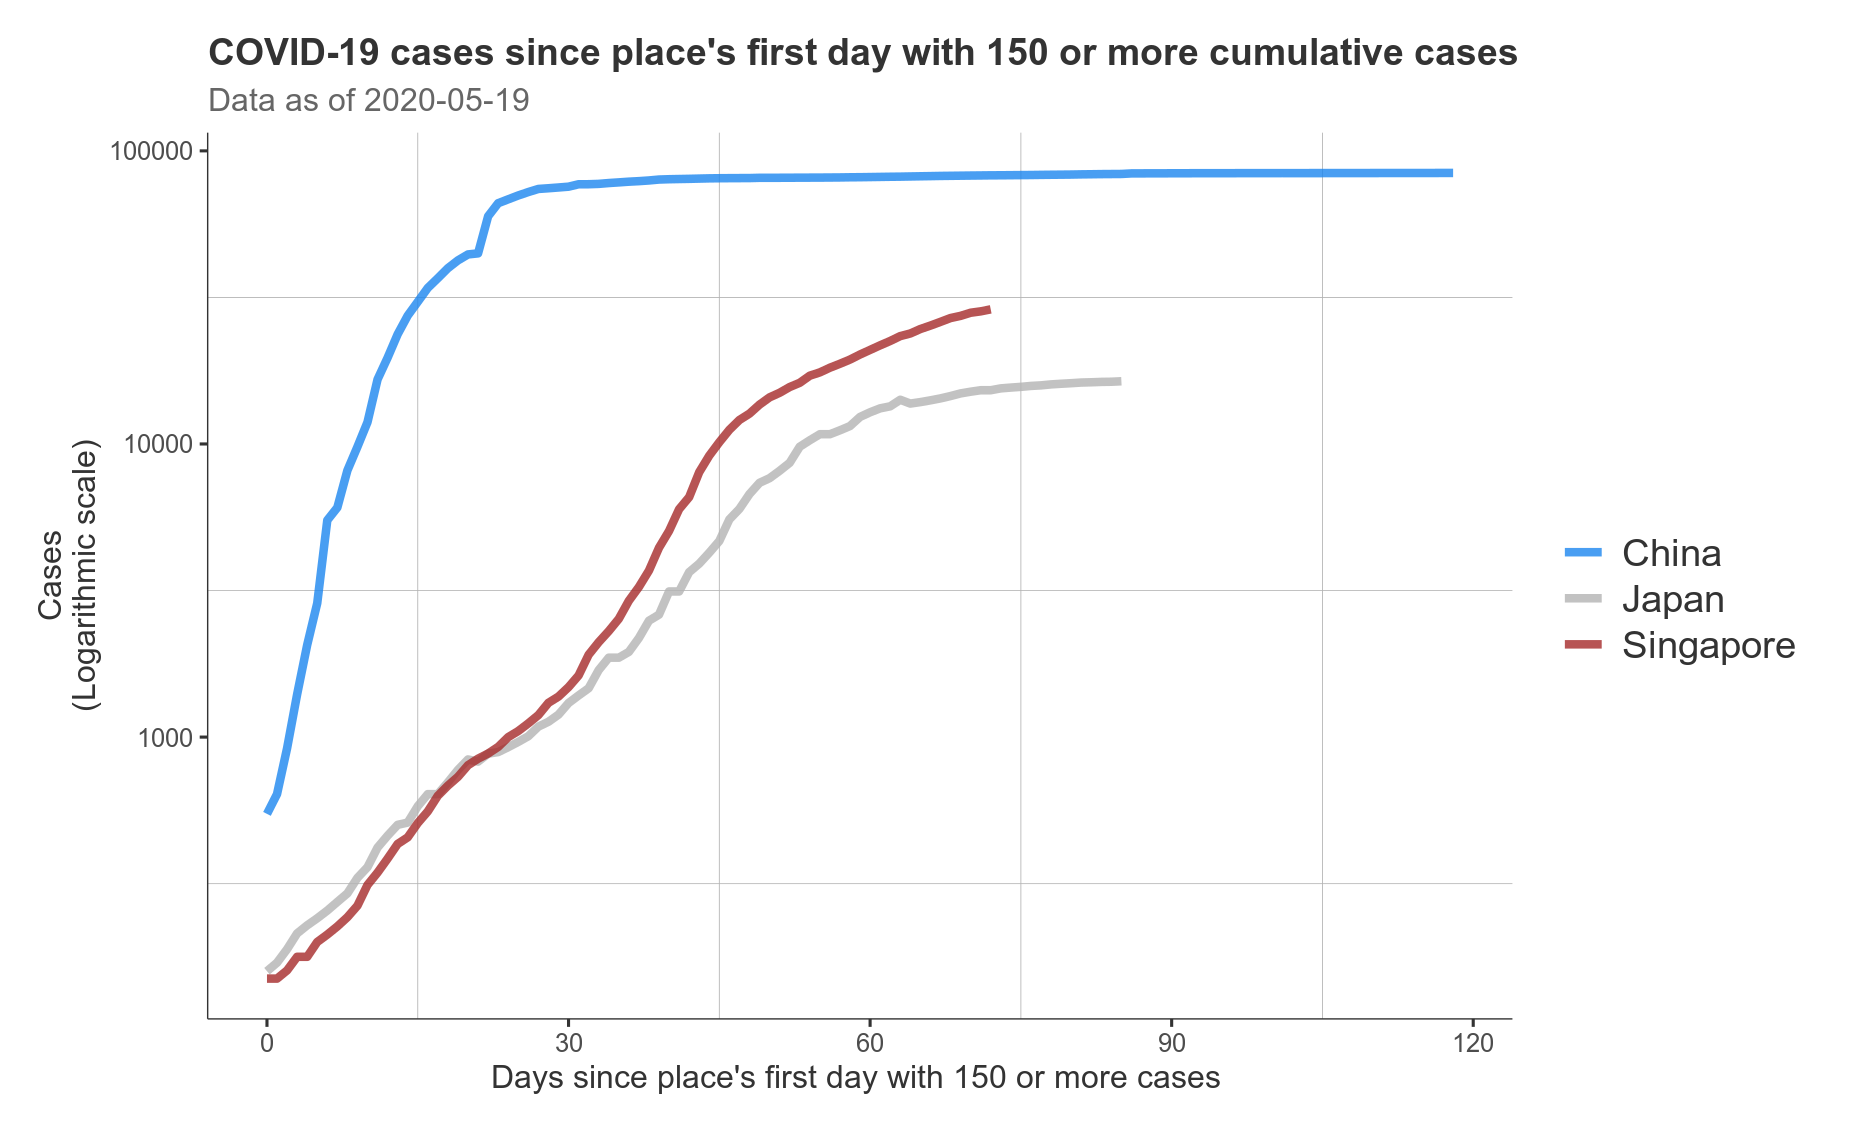 COVID-19 cases since place's first day with 150 or more cumulative cases
Data as of 2020-05-19
100000
10000
1000
Cases
(Logarithmic scale)
0 30 60 90 120
Days since place's first day with 150 or more cases
China
Japan
Singapore